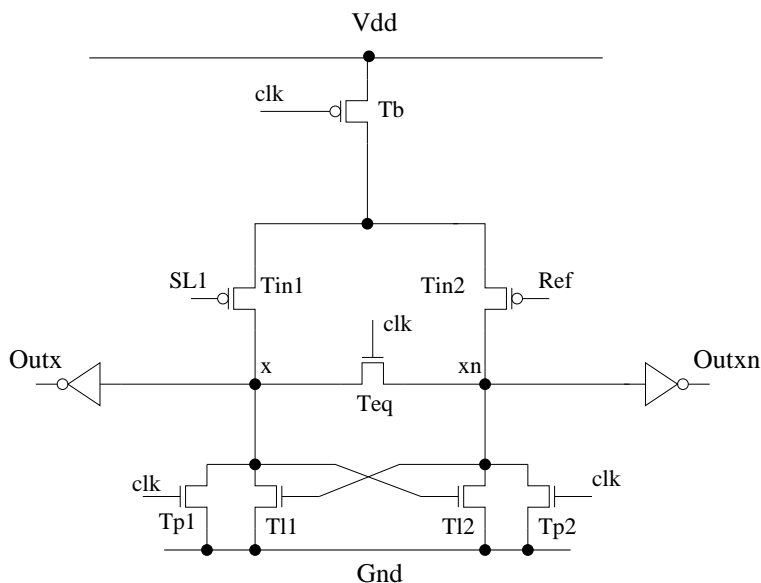 Vdd
clk
Tb
SL1
Tin1
Tin2
Ref
clk
Outx
x
xn
Outxn
Teq
clk
clk
Tp1
Tl1
Tl2
Tp2
Gnd